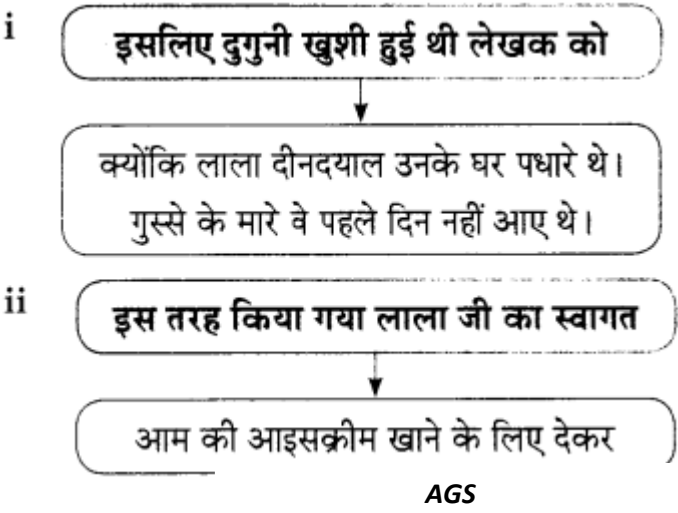 i
इसलिए दुगुनी खुशी हुई थी लेखक को
क्योंकि लाला दीनदयाल उनके घर पधारे थे।
गुस्से के मारे वे पहले दिन नहीं आए थे।
ii
इस तरह किया गया लाला जी का स्वागत
आम की आइसक्रीम खाने के लिए देकर
AGS